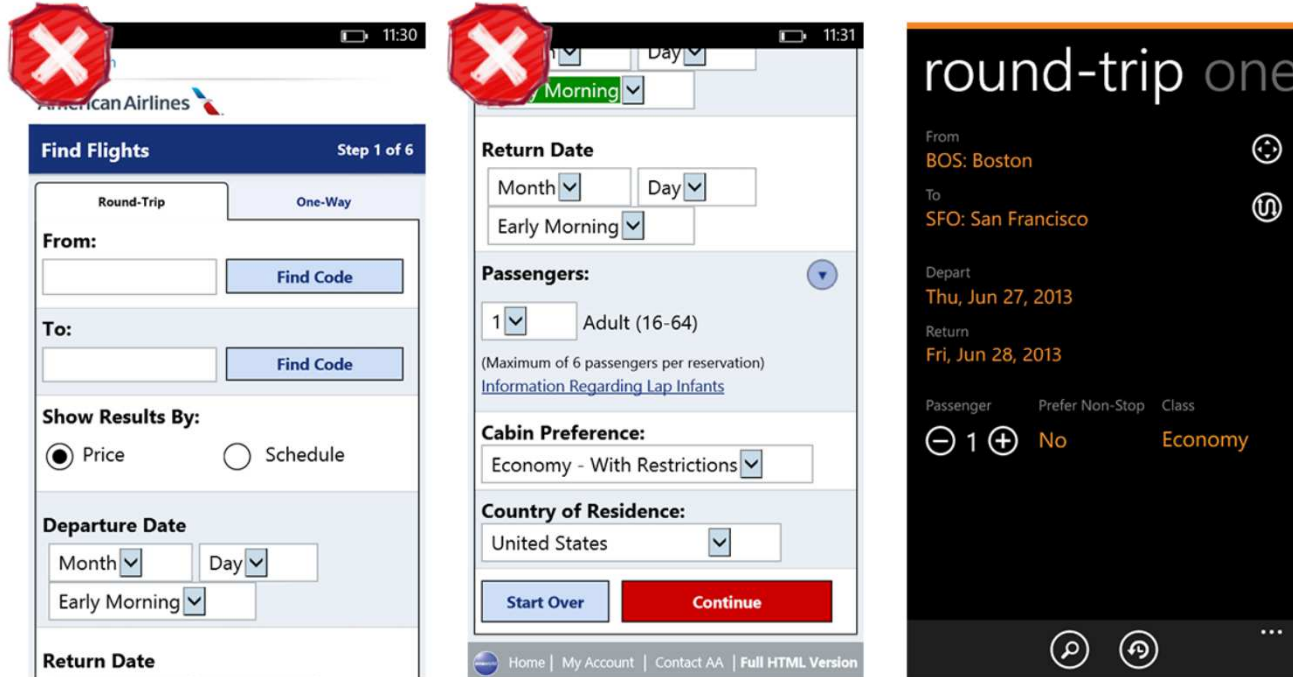 11:30
American Airlines
Find Flights Step 1 of 6
Round-Trip One-Way
From:
Find Code
To:
Find Code
Show Results By:
Price Schedule
Departure Date
Month Day
Early Morning
Return Date
11:31
Day
Morning
Return Date
Month Day
Early Morning
Passengers:
1 Adult (16-64)
(Maximum of 6 passengers per reservation)
Information Regarding Lap Infants
Cabin Preference:
Economy - With Restrictions
Country of Residence:
United States
Start Over Continue
Home | My Account | Contact AA | Full HTML Version
round-trip one
From
BOS: Boston
To
SFO: San Francisco
Depart
Thu, Jun 27, 2013
Return
Fri, Jun 28, 2013
Passenger Prefer Non-Stop Class
1 No Economy